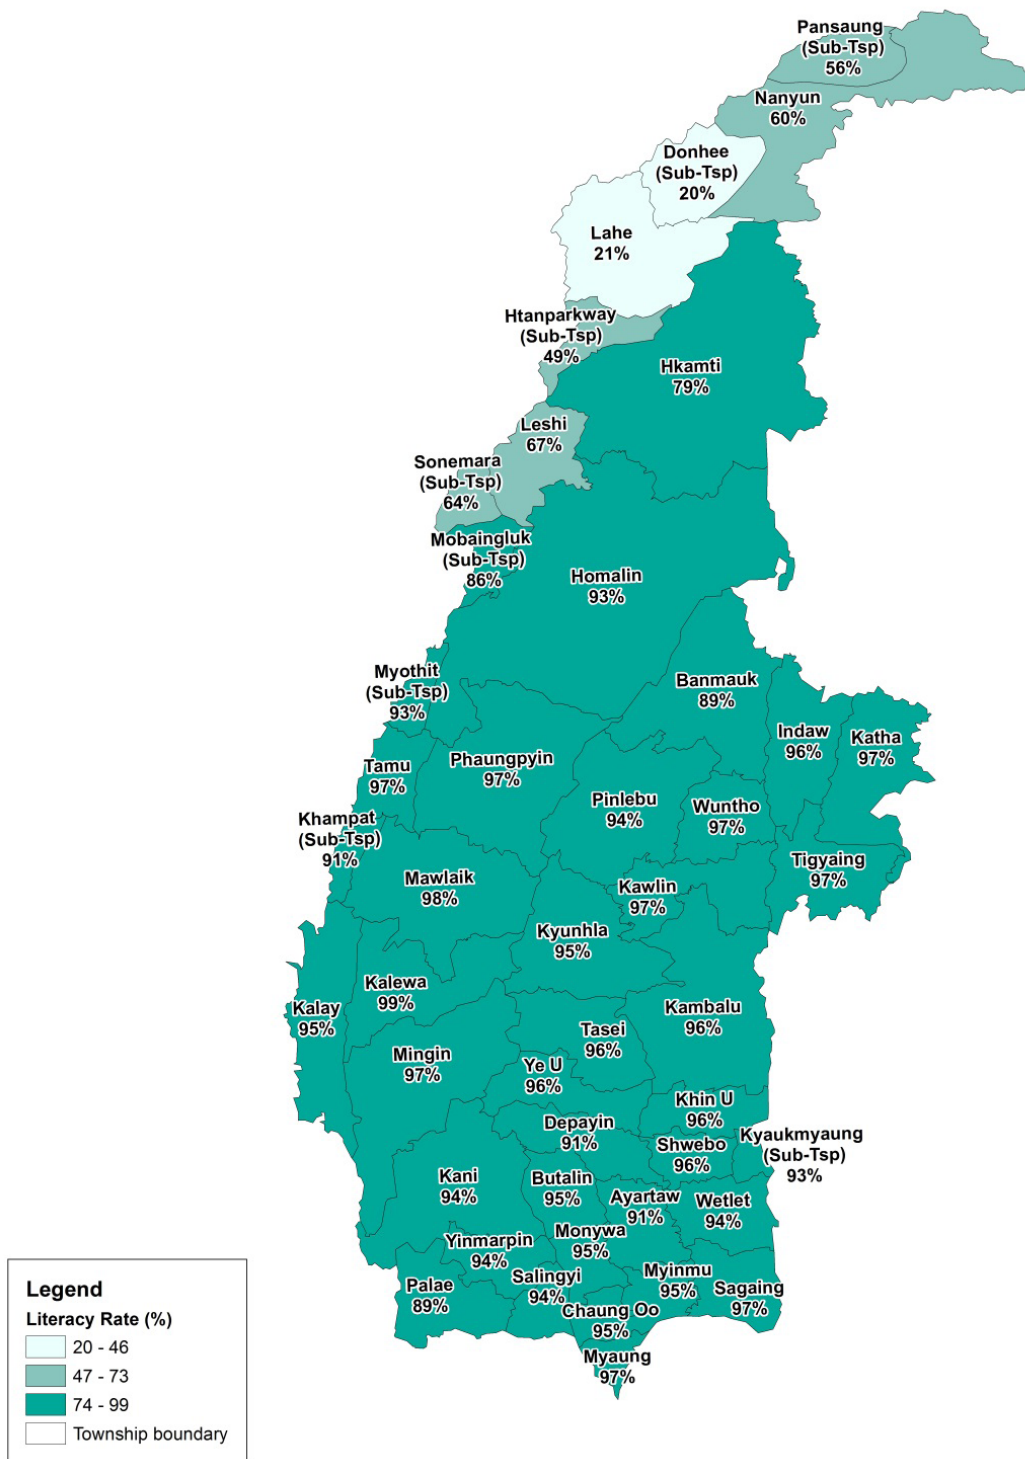 Pansaung
(Sub-Tsp)
56%
Nanyun
60%
Donhee
(Sub-Tsp)
20%
Lahe
21%
Htanparkway
(Sub-Tsp)
49%
Hkamti
79%
Leshi
67%
Sonemara
(Sub-Tsp)
64%
Mobaingluk
(Sub-Tsp)
86%
Homalin
93%
Myothit
(Sub-Tsp)
93%
Banmauk
89%
Indaw
96%
Katha
97%
Tamu
97%
Phaungpyin
97%
Pinlebu
94%
Wuntho
97%
Khampat
(Sub-Tsp)
91%
Tigyaing
97%
Mawlaik
98%
Kawlin
97%
Kyunhla
95%
Kalewa
99%
Kalay
95%
Kambalu
96%
Tasei
96%
Mingin
97%
Ye U
96%
Khin U
96%
Depayin
91%
Shwebo
96%
Kyaukmyaung
(Sub-Tsp)
93%
Kani
94%
Butalin
95%
Ayartaw
91%
Wetlet
94%
Monywa
95%
Yinmarpin
94%
Salingyi
94%
Myinmu
95%
Sagaing
97%
Palae
89%
Chaung Oo
95%
Myaung
97%
Legend
Literacy Rate (%)
20 - 46
47 - 73
74 - 99
Township boundary